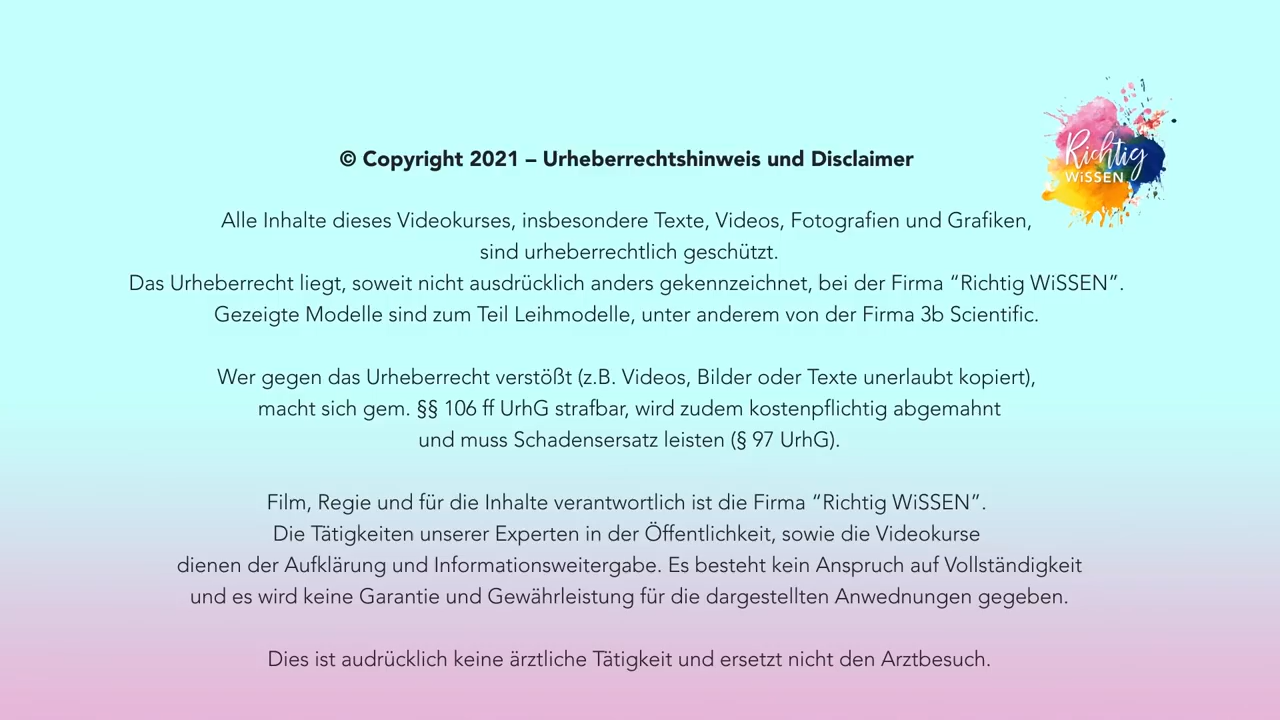 © Copyright 2021 – Urheberrechtshinweis und Disclaimer
Richtig
WiSSEN
Alle Inhalte dieses Videokurses, insbesondere Texte, Videos, Fotografien und Grafiken,
sind urheberrechtlich geschützt.
Das Urheberrecht liegt, soweit nicht ausdrücklich anders gekennzeichnet, bei der Firma “Richtig WiSSEN”.
Gezeigte Modelle sind zum Teil Leihmodelle, unter anderem von der Firma 3b Scientific.
Wer gegen das Urheberrecht verstößt (z.B. Videos, Bilder oder Texte unerlaubt kopiert),
macht sich gem. §§ 106 ff UrhG strafbar, wird zudem kostenpflichtig abgemahnt
und muss Schadensersatz leisten (§ 97 UrhG).
Film, Regie und für die Inhalte verantwortlich ist die Firma “Richtig WiSSEN”.
Die Tätigkeiten unserer Experten in der Öffentlichkeit, sowie die Videokurse
dienen der Aufklärung und Informationsweitergabe. Es besteht kein Anspruch auf Vollständigkeit
und es wird keine Garantie und Gewährleistung für die dargestellten Anwednungen gegeben.
Dies ist audrücklich keine ärztliche Tätigkeit und ersetzt nicht den Arztbesuch.